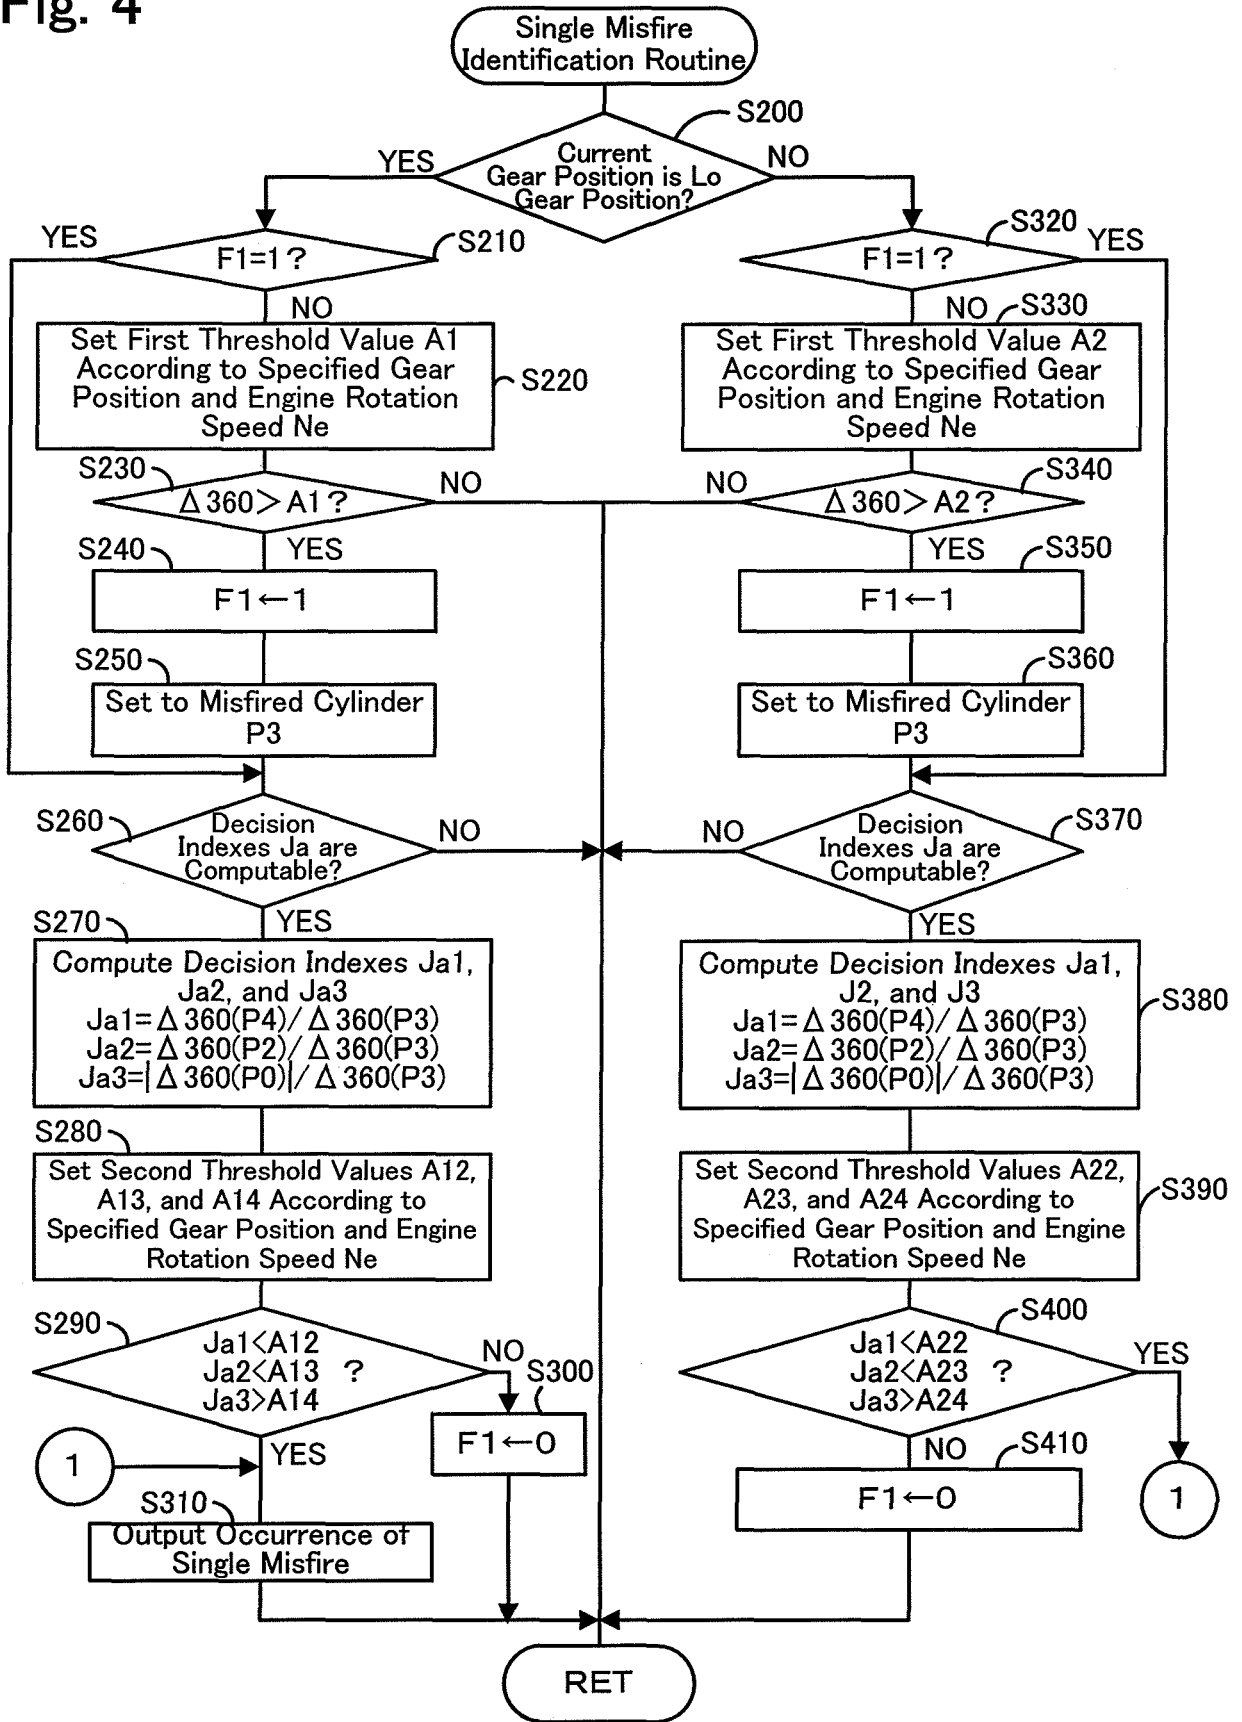 Fig. 4
Single Misfire
Identification Routine
S200
YES
Current
Gear Position is Lo
Gear Position?
NO
YES
F1=1?
S210
NO
Set First Threshold Value A1
According to Specified Gear
Position and Engine Rotation
Speed Ne
S220
S230
Δ360>A1?
NO
S240
YES
F1←1
S250
Set to Misfired Cylinder
P3
S260
Decision
Indexes Ja are
Computable?
NO
S270
YES
Compute Decision Indexes Ja1,
Ja2, and Ja3
Ja1=Δ360(P4)/Δ360(P3)
Ja2=Δ360(P2)/Δ360(P3)
Ja3=|Δ360(P0)|/Δ360(P3)
S280
Set Second Threshold Values A12,
A13, and A14 According to
Specified Gear Position and Engine
Rotation Speed Ne
S290
Ja1<A12
Ja2<A13 ?
Ja3>A14
NO
S300
F1←0
YES
1
S310
Output Occurrence of
Single Misfire
S320
F1=1?
YES
NO
S330
Set First Threshold Value A2
According to Specified Gear
Position and Engine Rotation
Speed Ne
NO
Δ360>A2?
S340
YES
S350
F1←1
S360
Set to Misfired Cylinder
P3
NO
Decision
Indexes Ja are
Computable?
S370
YES
Compute Decision Indexes Ja1,
J2, and J3
Ja1=Δ360(P4)/Δ360(P3)
Ja2=Δ360(P2)/Δ360(P3)
Ja3=|Δ360(P0)|/Δ360(P3)
S380
Set Second Threshold Values A22,
A23, and A24 According to
Specified Gear Position and Engine
Rotation Speed Ne
S390
S400
Ja1<A22
Ja2<A23 ?
Ja3>A24
YES
NO
S410
F1←0
1
RET